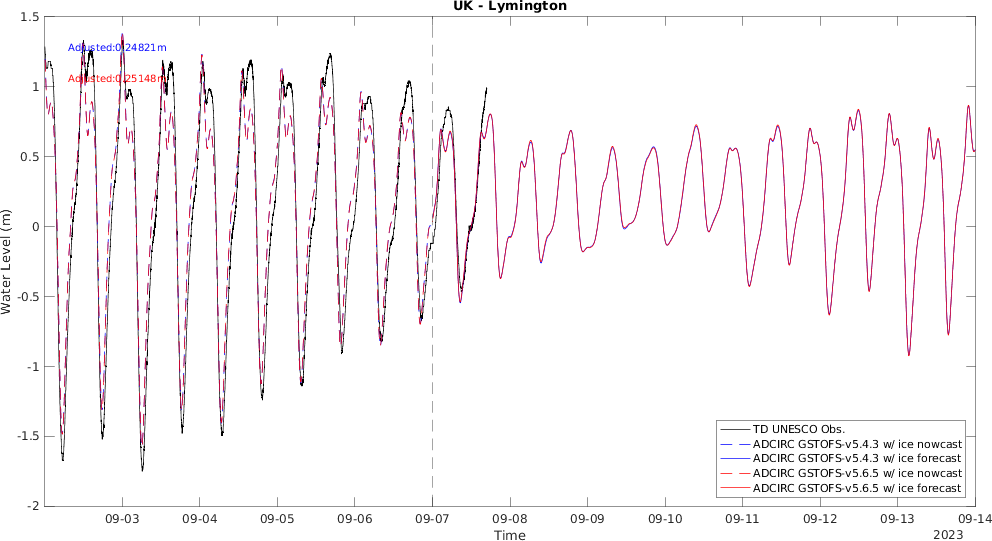 UK - Lymington
1.5
1
0.5
0
-0.5
-1
-1.5
-2
Water Level (m)
Adjusted:0.24821m
Adjusted:0.25148m
TD UNESCO Obs.
ADCIRC GSTOFS-v5.4.3 w/ ice nowcast
ADCIRC GSTOFS-v5.4.3 w/ ice forecast
ADCIRC GSTOFS-v5.6.5 w/ ice nowcast
ADCIRC GSTOFS-v5.6.5 w/ ice forecast
09-03 09-04 09-05 09-06 09-07 09-08 09-09 09-10 09-11 09-12 09-13 09-14
Time
2023